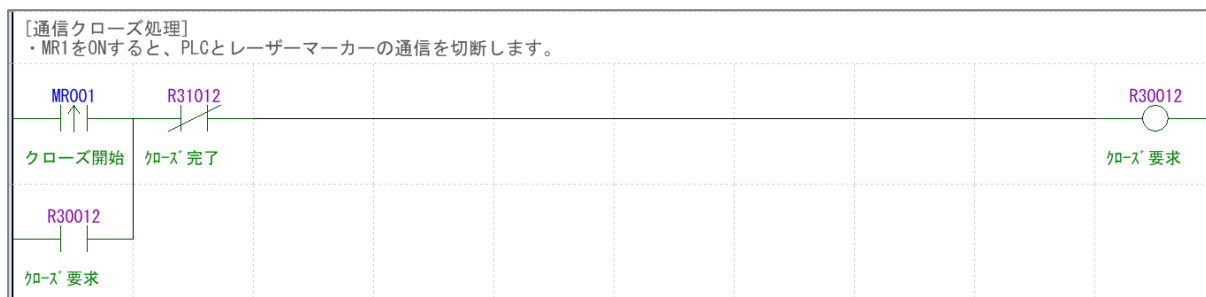 [通信クローズ処理]
・MR1をONすると、PLCとレーザーマーカーの通信を切断します。
MR001 R31012 R30012
クローズ開始 ｸﾛｰｽﾞ完了 ｸﾛｰｽﾞ要求
R30012
ｸﾛｰｽﾞ要求